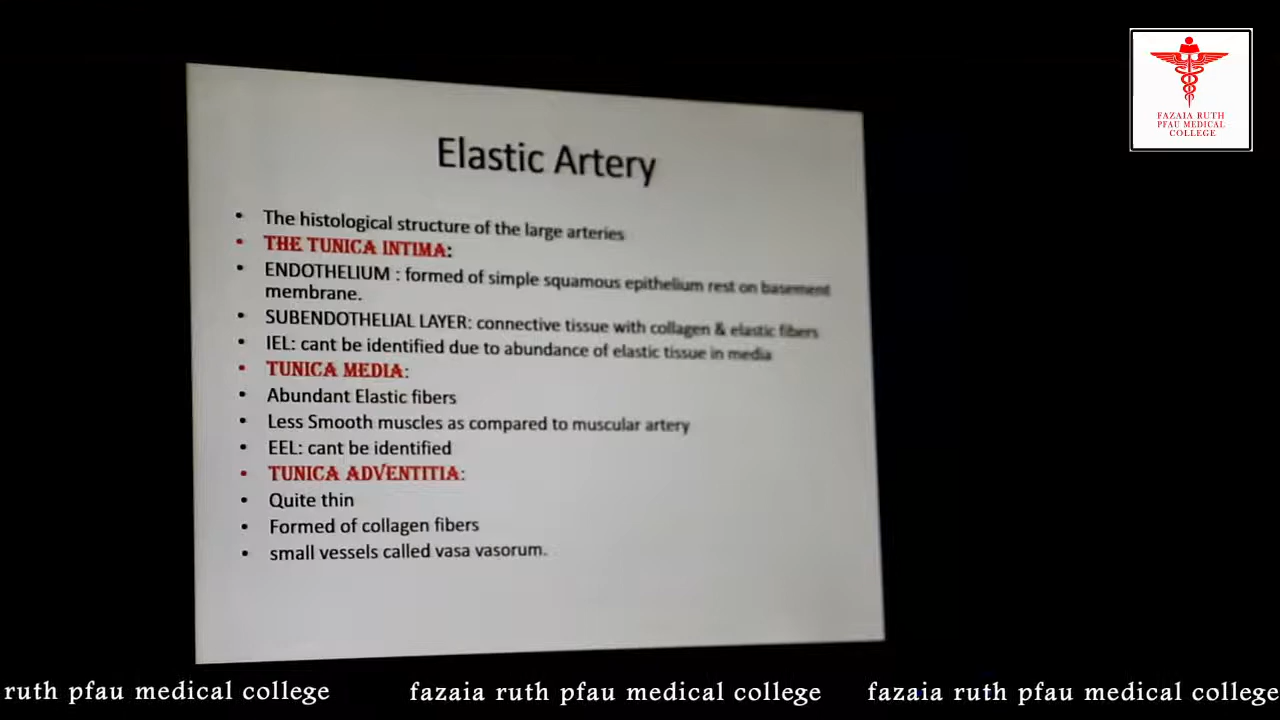 FAZAIA RUTH
PFAU MEDICAL
COLLEGE
Elastic Artery
• The histological structure of the large arteries
• THE TUNICA INTIMA:
• ENDOTHELIUM : formed of simple squamous epithelium rest on basement
membrane.
• SUBENDOTHELIAL LAYER: connective tissue with collagen & elastic fibers
• IEL: cant be identified due to abundance of elastic tissue in media
• TUNICA MEDIA:
• Abundant Elastic fibers
• Less Smooth muscles as compared to muscular artery
• EEL: cant be identified
• TUNICA ADVENTITIA:
• Quite thin
• Formed of collagen fibers
• small vessels called vasa vasorum.
ruth pfau medical college fazaia ruth pfau medical college fazaia ruth pfau medical college